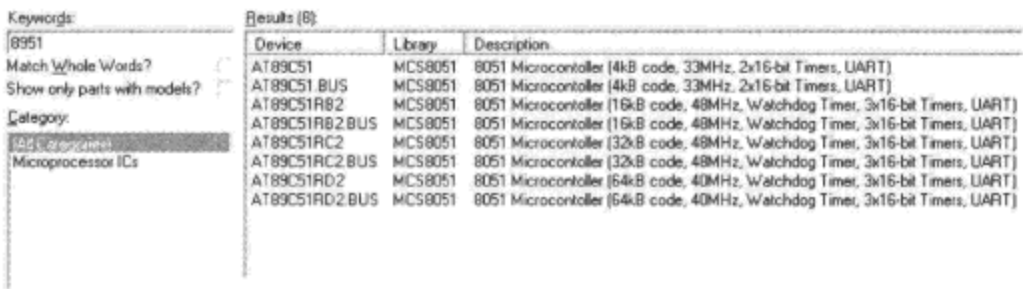 Keywords:
8951
Match Whole Words?
Show only parts with models?
Category:
(All Categories)
Microprocessor ICs
Results (8):
Device Library Description
AT89C51 MCS8051 8051 Microcontoller (4kB code, 33MHz, 2x16-bit Timers, UART)
AT89C51.BUS MCS8051 8051 Microcontoller (4kB code, 33MHz, 2x16-bit Timers, UART)
AT89C51RB2 MCS8051 8051 Microcontoller (16kB code, 48MHz, Watchdog Timer, 3x16-bit Timers, UART)
AT89C51RB2.BUS MCS8051 8051 Microcontoller (16kB code, 48MHz, Watchdog Timer, 3x16-bit Timers, UART)
AT89C51RC2 MCS8051 8051 Microcontoller (32kB code, 48MHz, Watchdog Timer, 3x16-bit Timers, UART)
AT89C51RC2.BUS MCS8051 8051 Microcontoller (32kB code, 48MHz, Watchdog Timer, 3x16-bit Timers, UART)
AT89C51RD2 MCS8051 8051 Microcontoller (64kB code, 40MHz, Watchdog Timer, 3x16-bit Timers, UART)
AT89C51RD2.BUS MCS8051 8051 Microcontoller (64kB code, 40MHz, Watchdog Timer, 3x16-bit Timers, UART)